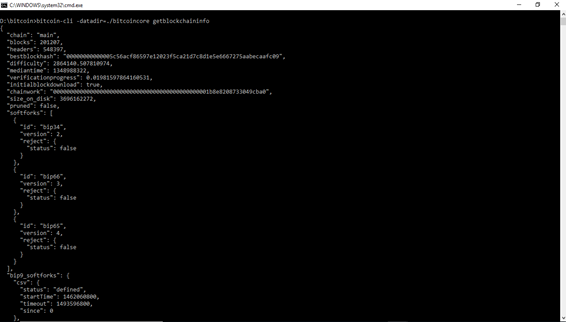 C:\WINDOWS\system32\cmd.exe
D:\bitcoin>bitcoin-cli -datadir=./bitcoincore getblockchaininfo
{
"chain": "main",
"blocks": 201207,
"headers": 548397,
"bestblockhash":
"difficulty": 2864140.507810974,
"mediantime": 1348988322,
"verificationprogress": 0.01981597864160531,
"initialblockdownload": true,
"chainwork":
"size_on_disk": 3696162272,
"pruned": false,
"softforks": [
{
"id": "bip34",
"version": 2,
"reject": {
"status": false
}
},
{
"id": "bip66",
"version": 3,
"reject": {
"status": false
}
},
{
"id": "bip65",
"version": 4,
"reject": {
"status": false
}
}
],
"bip9_softforks": {
"csv": {
"status": "defined",
"startTime": 1462060800,
"timeout": 1493596800,
"since": 0
},